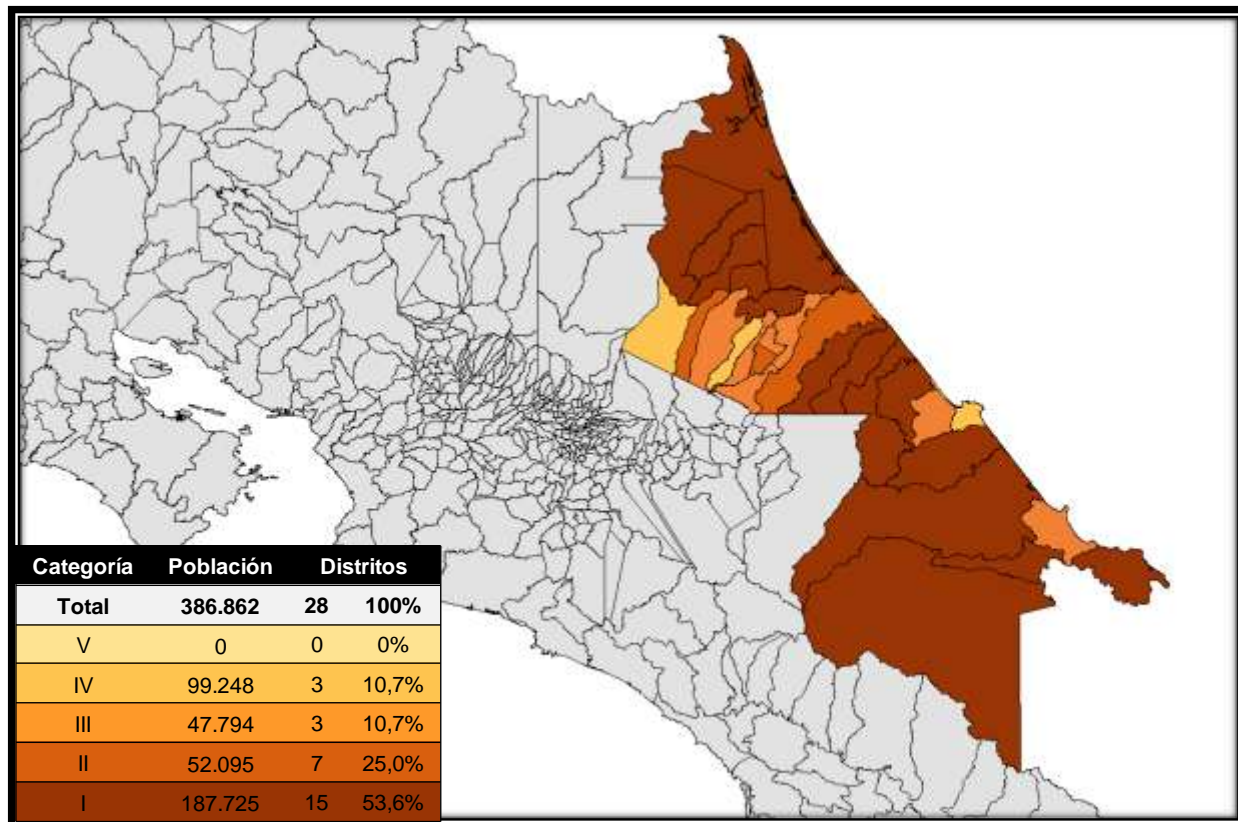 Categoría Población Distritos
Total 386.862 28 100%
V 0 0 0%
IV 99.248 3 10,7%
III 47.794 3 10,7%
II 52.095 7 25,0%
I 187.725 15 53,6%